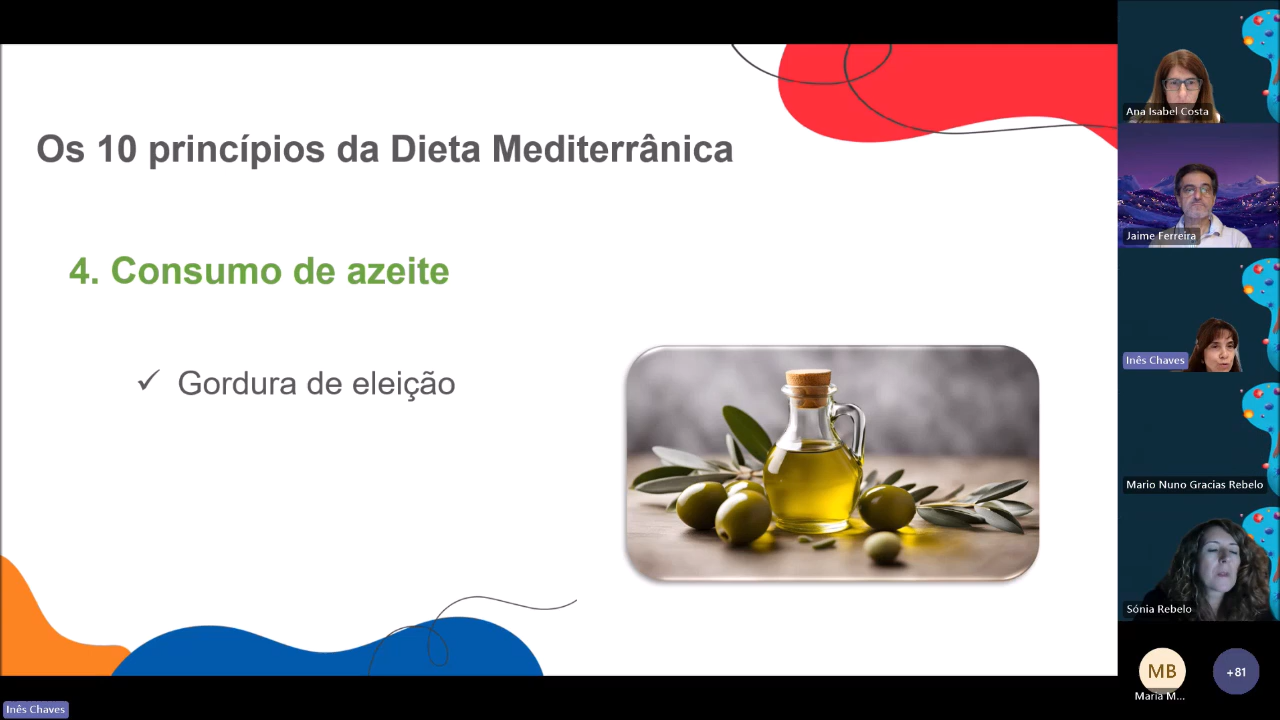 Os 10 princípios da Dieta Mediterrânica
4. Consumo de azeite
✓ Gordura de eleição
Ana Isabel Costa
Jaime Ferreira
Inês Chaves
Mario Nuno Gracias Rebelo
Sónia Rebelo
MB
Maria M...
+81
Inês Chaves